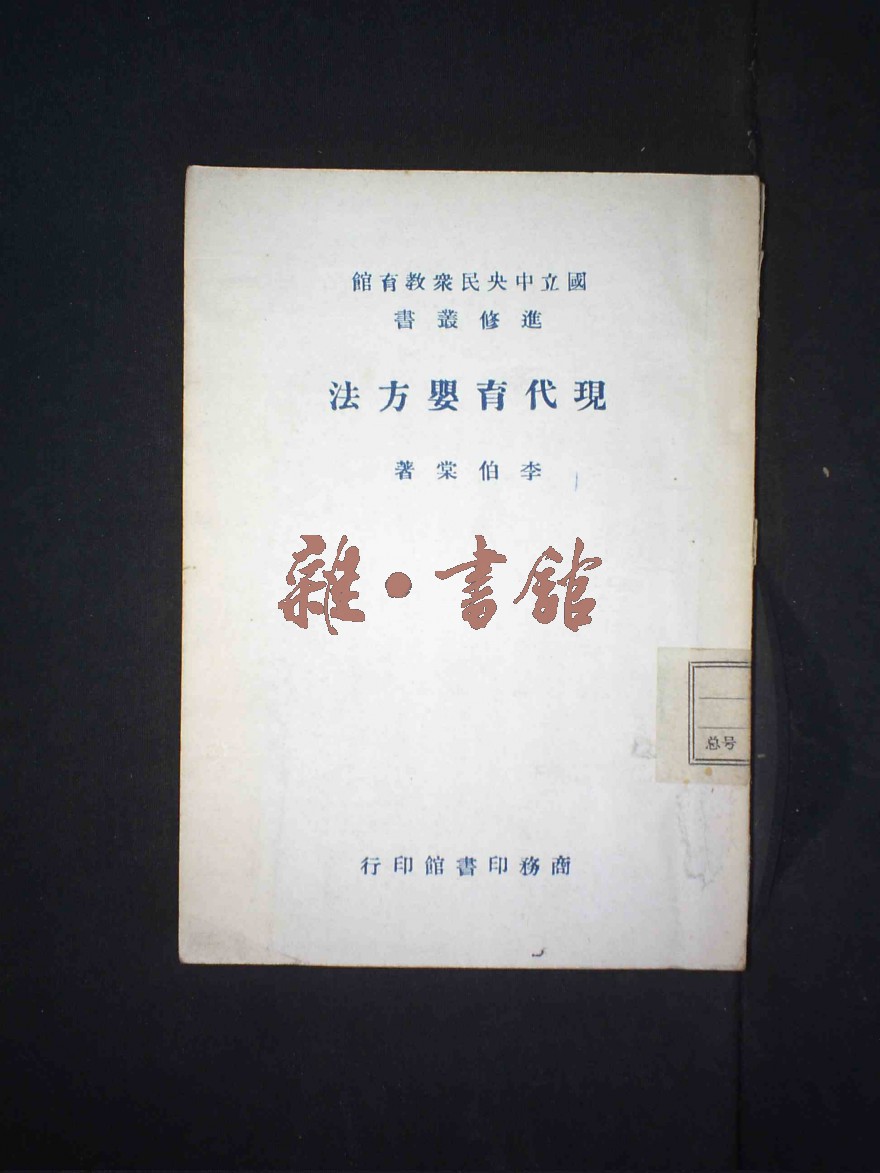 國立中央民衆教育館
進修叢書
現代育嬰方法
李伯棠著
雜·書館
总号
商務印書館印行